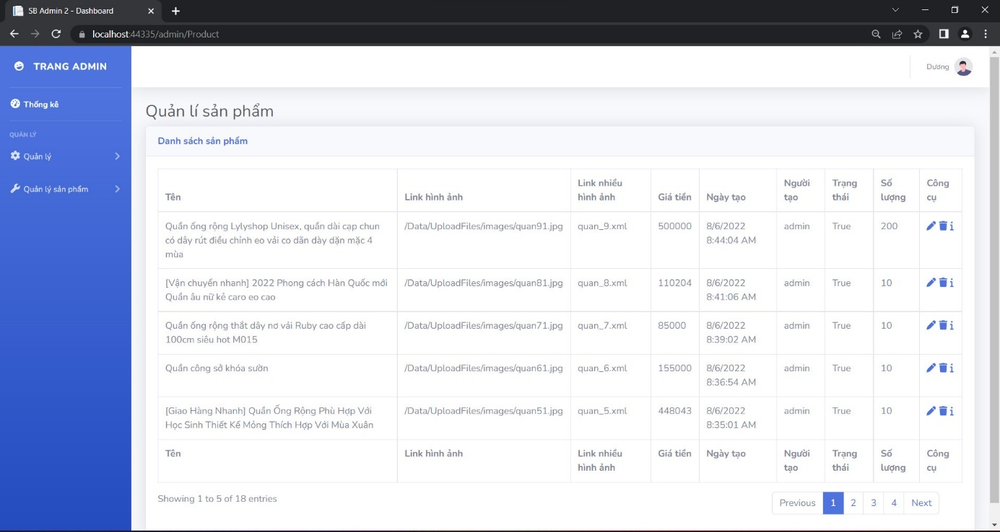 SB Admin 2 - Dashboard
localhost:44335/admin/Product
TRANG ADMIN
Dương
Thống kê
QUẢN LÝ
Quản lý
Quản lý sản phẩm
Quản lí sản phẩm
Danh sách sản phẩm
Tên Link hình ảnh Link nhiều hình ảnh Giá tiền Ngày tạo Người tạo Trạng thái Số lượng Công cụ
Quần ống rộng Lylyshop Unisex, quần dài cạp chun /Data/UploadFiles/images/quan91.jpg quan_9.xml 500000 8/6/2022 admin True 200
có dây rút điều chỉnh eo vải co dãn dày dặn mặc 4 8:44:04 AM
mùa
[Vận chuyển nhanh] 2022 Phong cách Hàn Quốc mới /Data/UploadFiles/images/quan81.jpg quan_8.xml 110204 8/6/2022 admin True 10
Quần âu nữ kẻ caro eo cao 8:41:06 AM
Quần ống rộng thắt dây nơ vải Ruby cao cấp dài /Data/UploadFiles/images/quan71.jpg quan_7.xml 85000 8/6/2022 admin True 10
100cm siêu hot M015 8:39:02 AM
Quần công sở khóa sườn /Data/UploadFiles/images/quan61.jpg quan_6.xml 155000 8/6/2022 admin True 10
8:36:54 AM
[Giao Hàng Nhanh] Quần Ống Rộng Phù Hợp Với /Data/UploadFiles/images/quan51.jpg quan_5.xml 448043 8/6/2022 admin True 10
Học Sinh Thiết Kế Mỏng Thích Hợp Với Mùa Xuân 8:35:01 AM
Tên Link hình ảnh Link nhiều hình ảnh Giá tiền Ngày tạo Người tạo Trạng thái Số lượng Công cụ
Showing 1 to 5 of 18 entries
Previous 1 2 3 4 Next